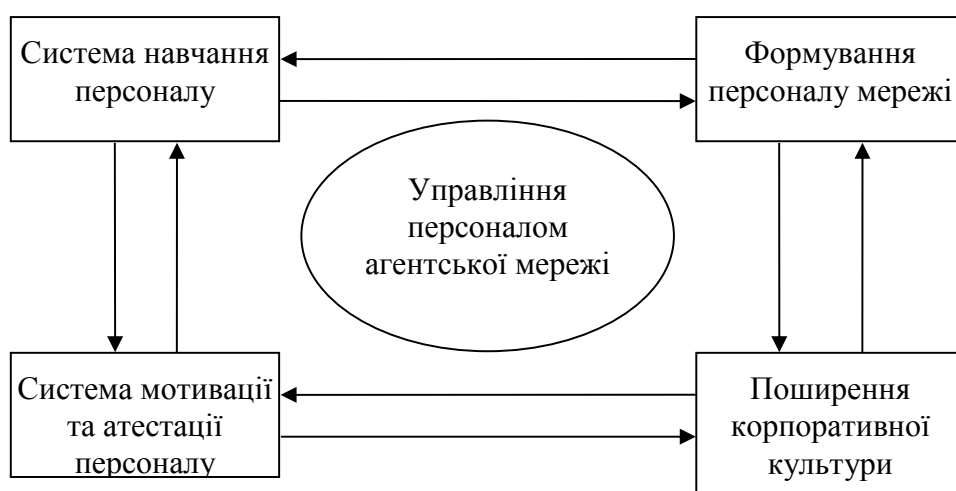 Система навчання
персоналу
Формування
персоналу мережі
Управління
персоналом
агентської мережі
Система мотивації
та атестації
персоналу
Поширення
корпоративної
культури